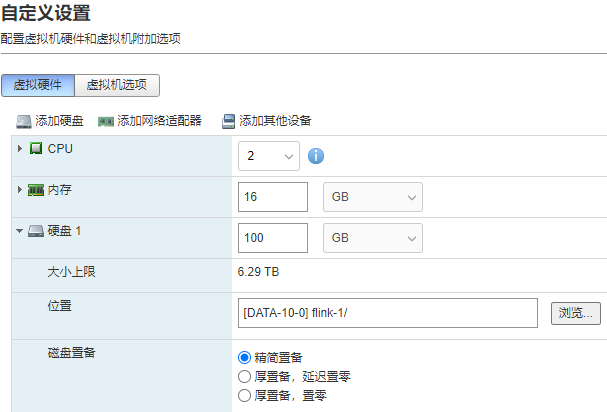 自定义设置
配置虚拟机硬件和虚拟机附加选项
虚拟硬件 虚拟机选项
添加硬盘 添加网络适配器 添加其他设备
CPU 2
内存 16 GB
硬盘 1 100 GB
大小上限 6.29 TB
位置 [DATA-10-0] flink-1/ 浏览...
磁盘置备 精简置备
厚置备，延迟置零
厚置备，置零